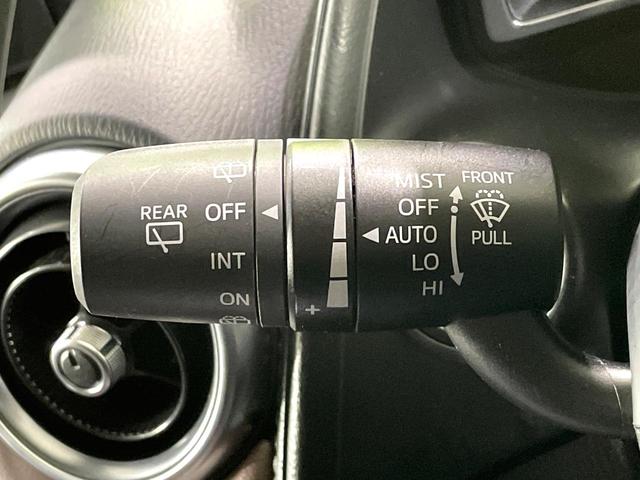 REAR
OFF
INT
ON
+
MIST
OFF
AUTO
LO
HI
FRONT
PULL